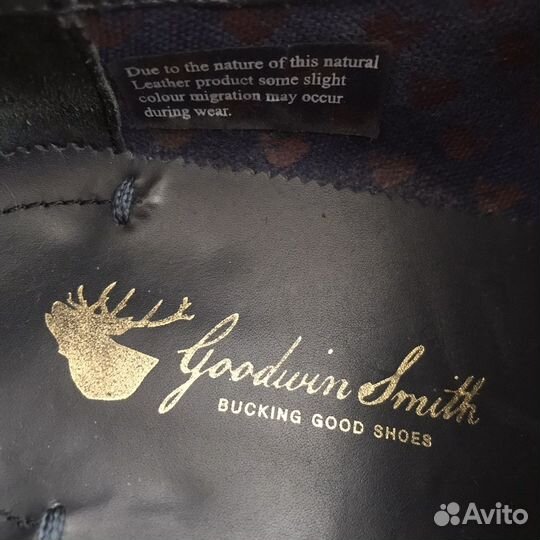 Due to the nature of this natural
Leather product some slight
colour migration may occur
during wear.
Goodwin Smith
BUCKING GOOD SHOES
Avito